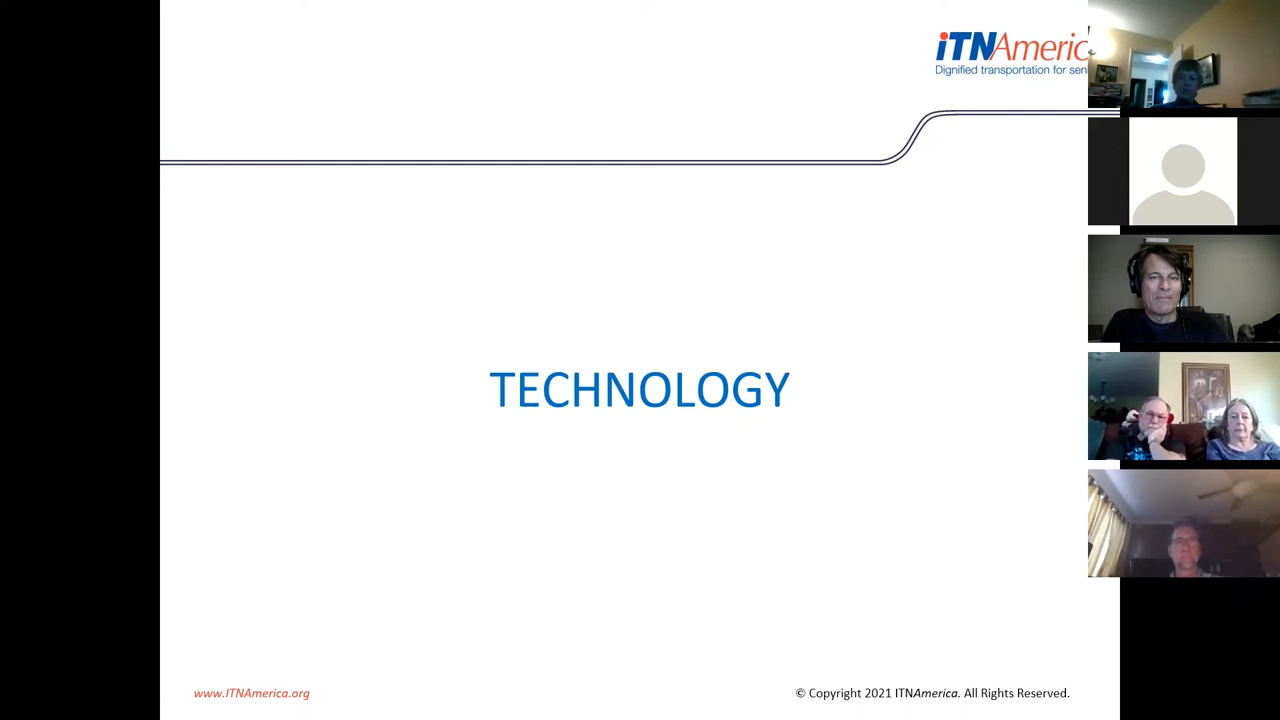 iTNAmeric
Dignified transportation for sen
TECHNOLOGY
www.ITNAmerica.org
© Copyright 2021 ITNAmerica. All Rights Reserved.